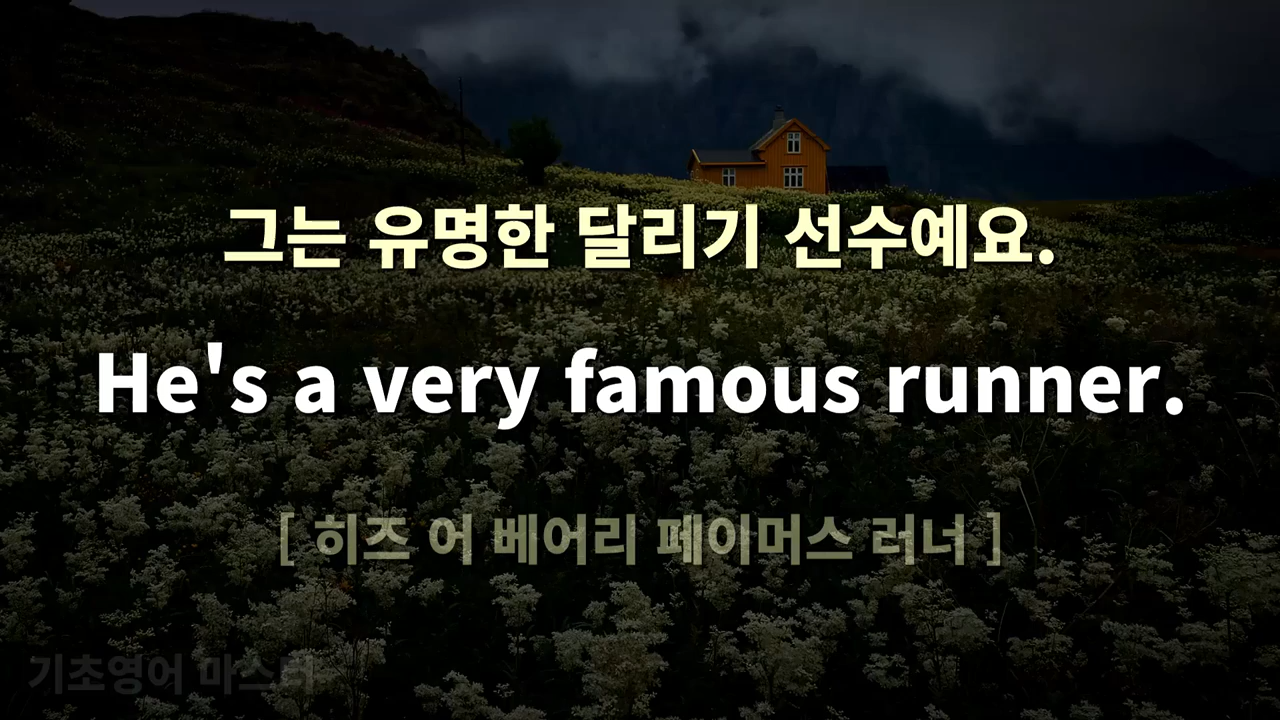 그는 유명한 달리기 선수예요.
He's a very famous runner.
[ 히즈 어 베어리 페이머스 러너 ]
기초영어 마스터